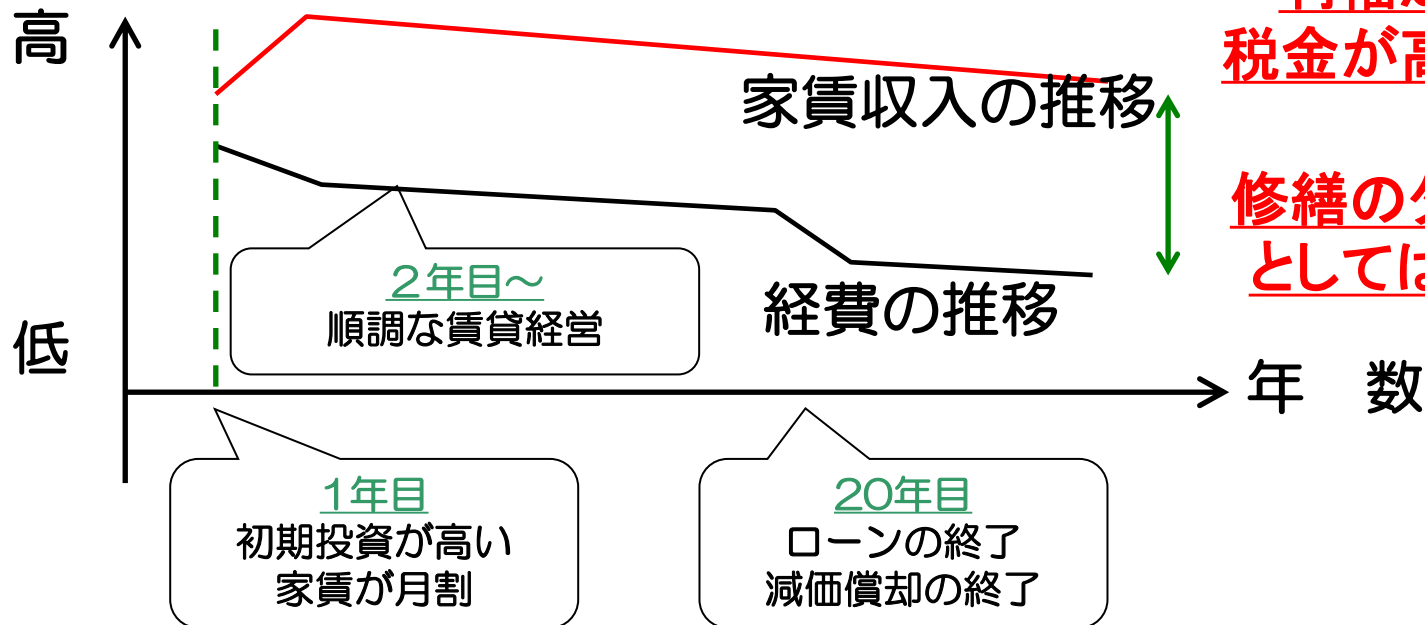 高
税金が高
家賃収入の推移
修繕の
としては
2年目～
順調な賃貸経営
経費の推移
低
年 数
1年目
初期投資が高い
家賃が月割
20年目
ローンの終了
減価償却の終了